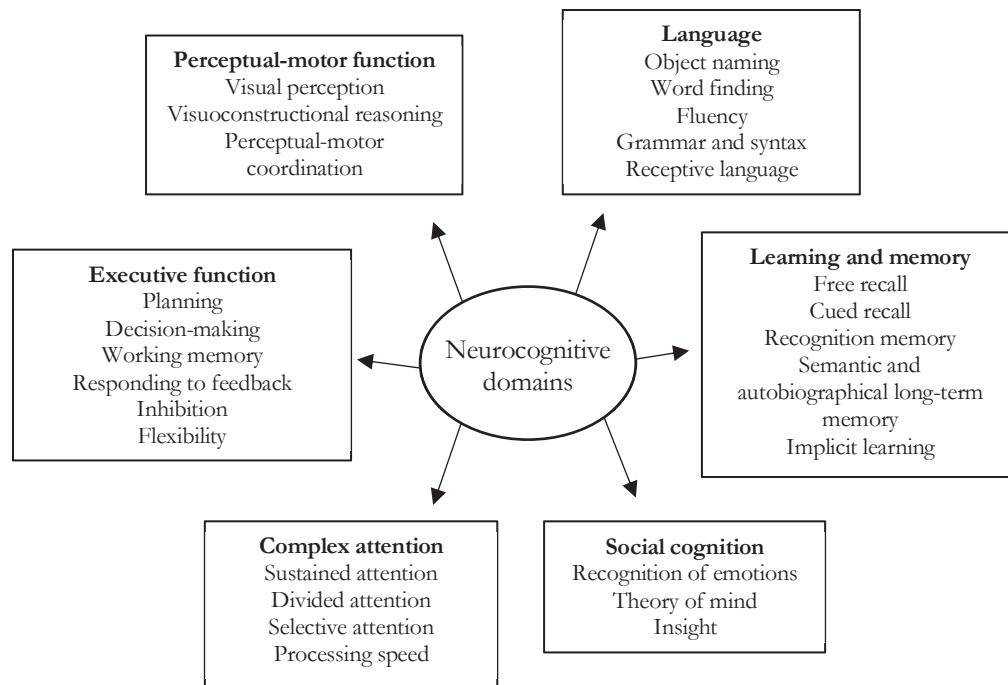 Perceptual-motor function
Visual perception
Visuoconstructional reasoning
Perceptual-motor
coordination
Language
Object naming
Word finding
Fluency
Grammar and syntax
Receptive language
Executive function
Planning
Decision-making
Working memory
Responding to feedback
Inhibition
Flexibility
Neurocognitive
domains
Learning and memory
Free recall
Cued recall
Recognition memory
Semantic and
autobiographical long-term
memory
Implicit learning
Complex attention
Sustained attention
Divided attention
Selective attention
Processing speed
Social cognition
Recognition of emotions
Theory of mind
Insight